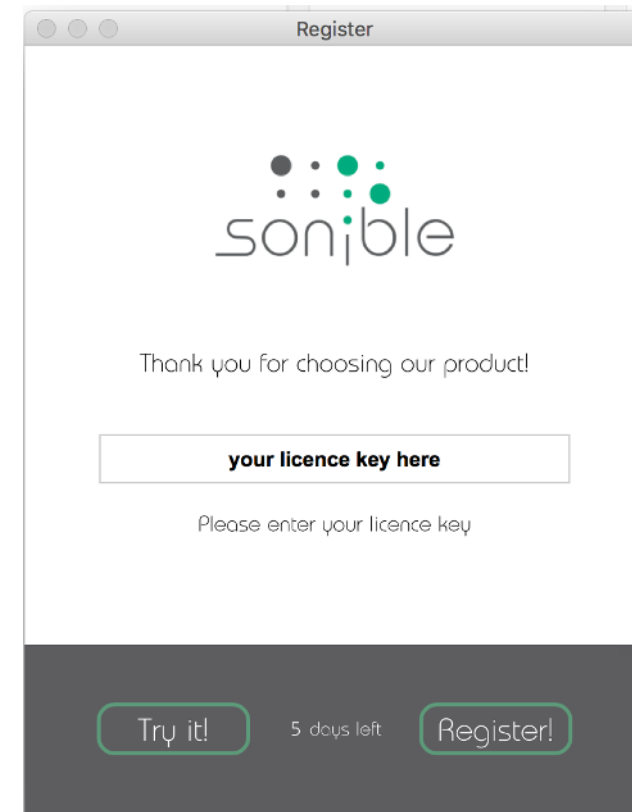 Register
sonible
Thank you for choosing our product!
your licence key here
Please enter your licence key
Try it!
5 days left
Register!